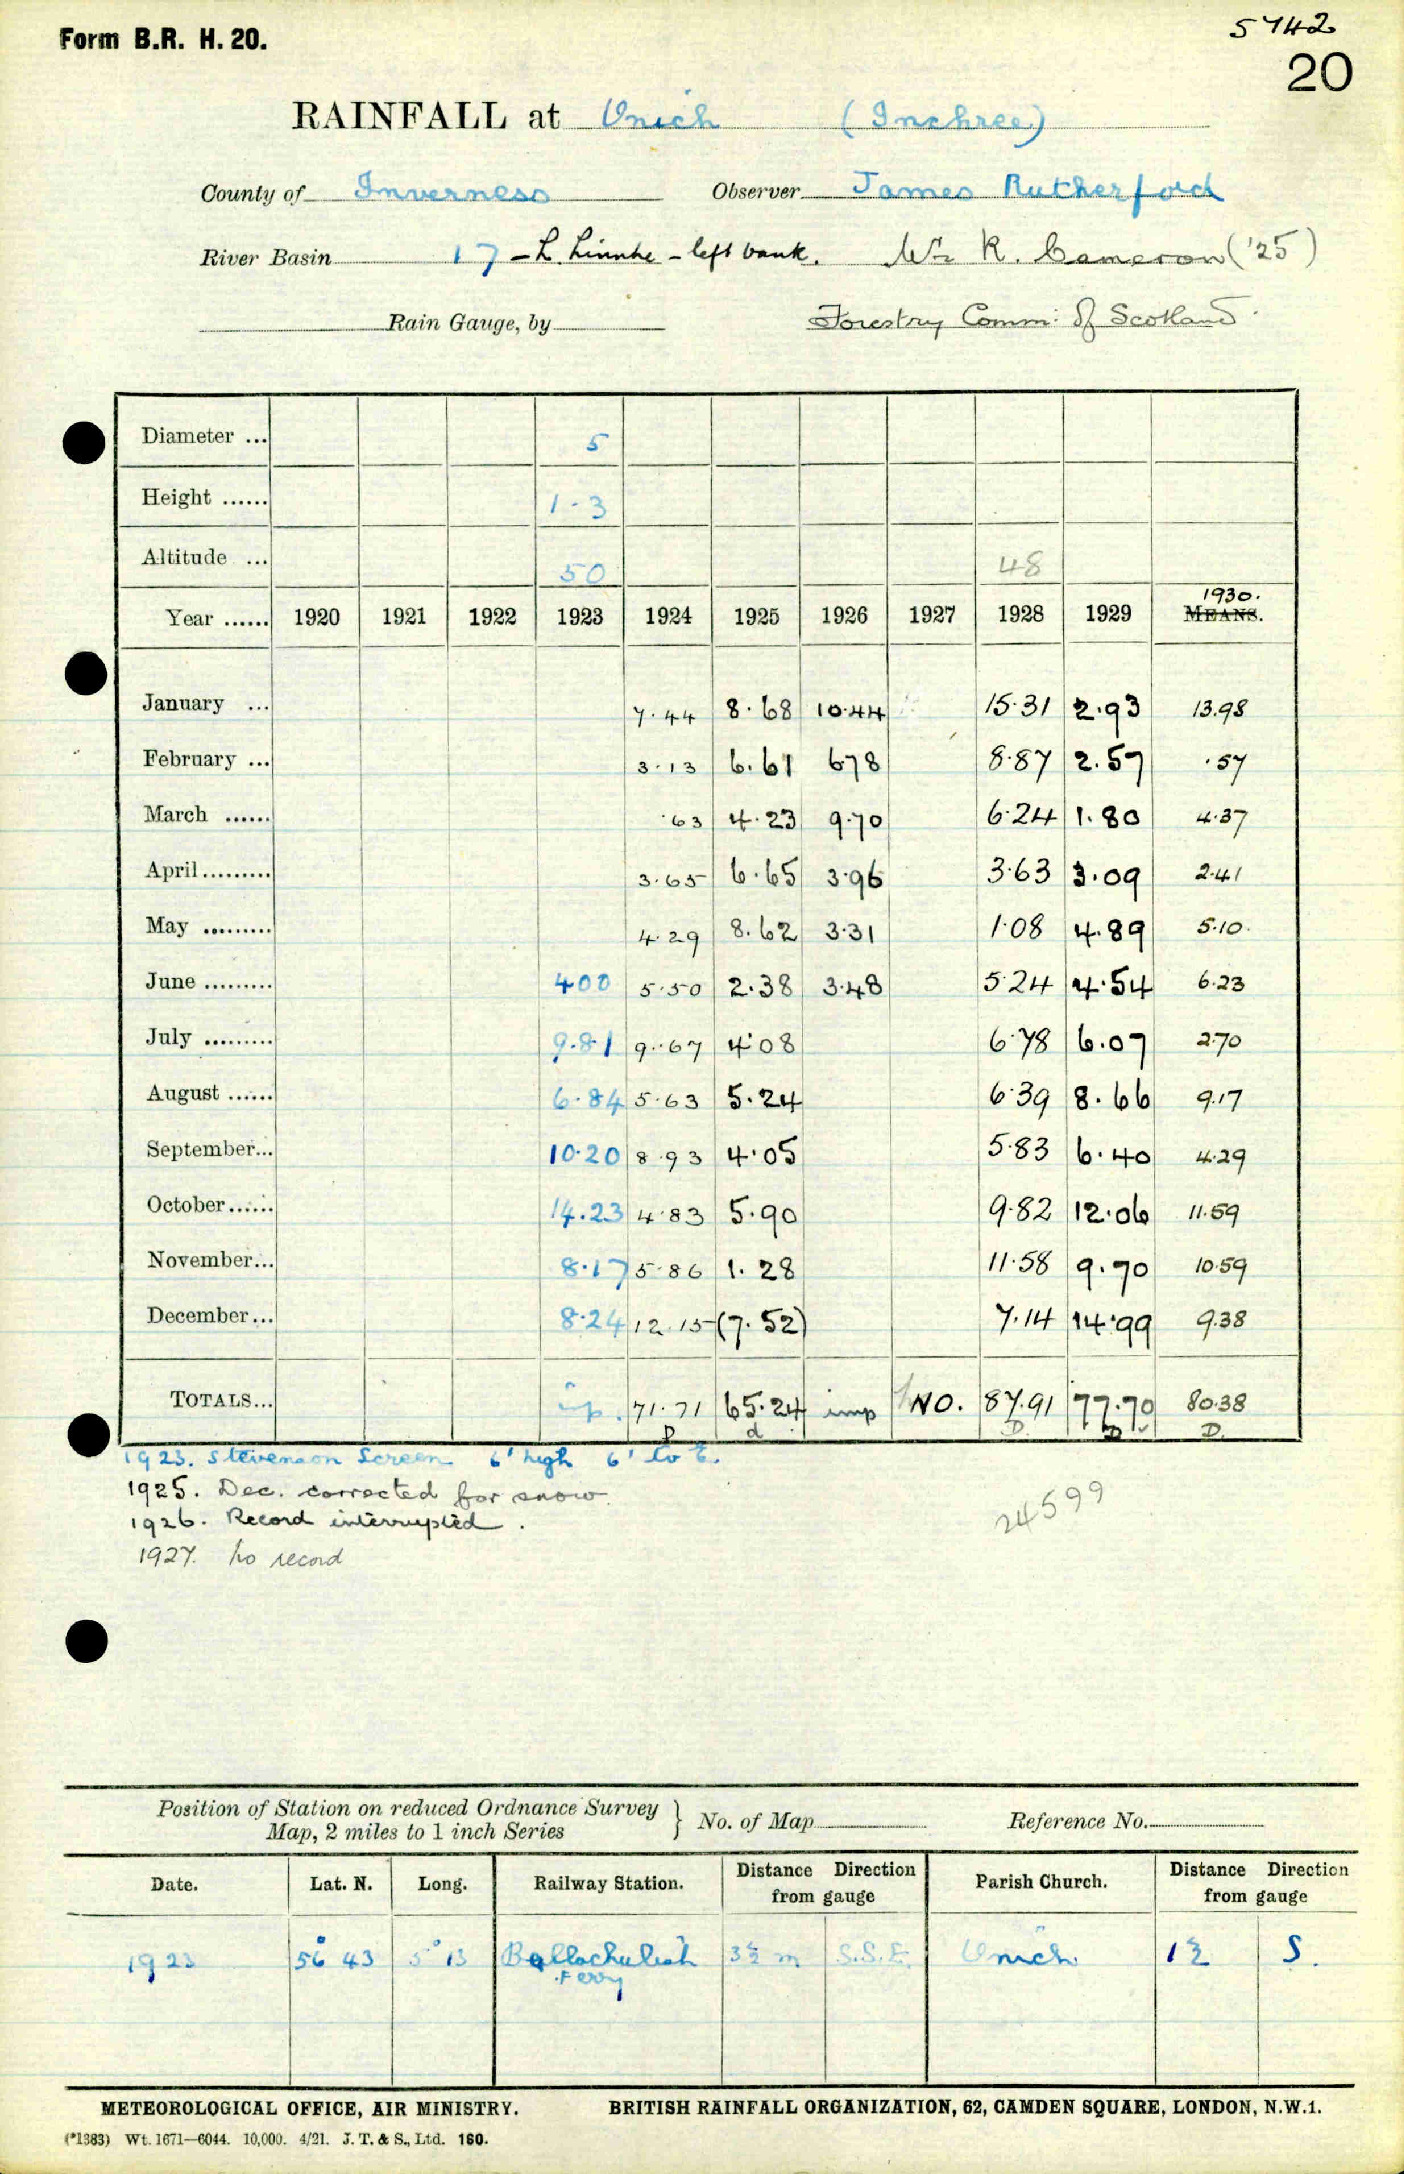 Form B.R. H. 20.
5742
20
RAINFALL at Onich (Inchree)
County of Inverness Observer James Rutherford
River Basin 17 - L. Linnhe - left bank. Wm R. Cameron ('25)
Rain Gauge, by Forestry Comm: of Scotland.
Diameter ... 5
Height ...... 1-3
Altitude ... 50 48
1930.
Year ...... 1920 1921 1922 1923 1924 1925 1926 1927 1928 1929 MEANS.
January ... 7.44 8.68 10.44 15.31 2.93 13.98
February ... 3.13 6.61 678 8.87 2.57 .57
March ...... .63 4.23 9.70 6.24 1.80 4.37
April ......... 3.65 6.65 3.96 3.63 3.09 2.41
May ......... 4.29 8.62 3.31 1.08 4.89 5.10
June ......... 400 5.50 2.38 3.48 5.24 4.54 6.23
July ......... 9.81 9.67 4.08 6.78 6.07 2.70
August ...... 6.84 5.63 5.24 6.39 8.66 9.17
September... 10.20 8.93 4.05 5.83 6.40 4.29
October ...... 14.23 4.83 5.90 9.82 12.06 11.59
November... 8.17 5.86 1.28 11.58 9.70 10.59
December ... 8.24 12.15 (7.52) 7.14 14.99 9.38
TOTALS... imp. 71.71 65.24 imp NO. 87.91 77.70 80.38
D d D D D.
1923. Stevenson Screen 6' high 6' to E.
1925. Dec. corrected for snow.
1926. Record interrupted.
1927. No record
24599
Position of Station on reduced Ordnance Survey
Map, 2 miles to 1 inch Series } No. of Map Reference No.
Date. Lat. N. Long. Railway Station. Distance Direction from gauge Parish Church. Distance Direction from gauge
1923 56° 43 5° 13 Ballachulish Ferry 3½ m S.S.E. Onich 1½ S.
METEOROLOGICAL OFFICE, AIR MINISTRY. BRITISH RAINFALL ORGANIZATION, 62, CAMDEN SQUARE, LONDON, N.W.1.
(*1383) Wt. 1671—6044. 10,000. 4/21. J. T. & S., Ltd. 160.